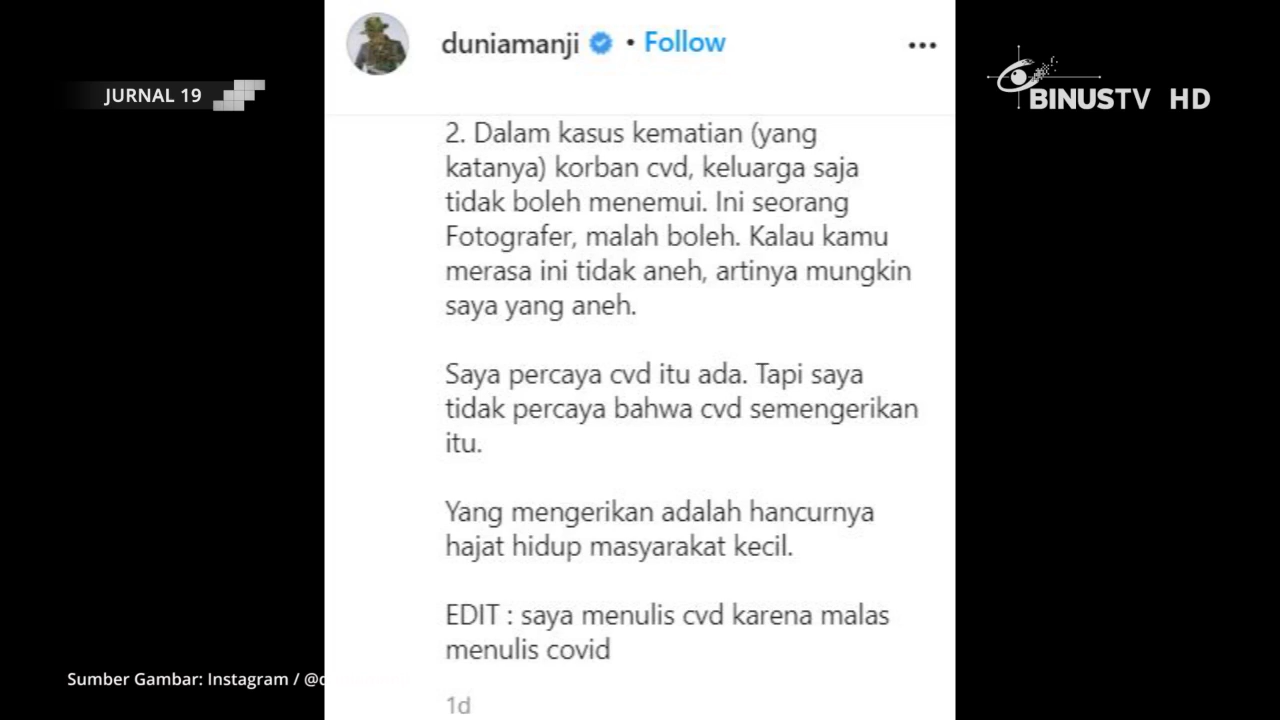 duniamanji • Follow
JURNAL 19
BINUSTV HD
2. Dalam kasus kematian (yang
katanya) korban cvd, keluarga saja
tidak boleh menemui. Ini seorang
Fotografer, malah boleh. Kalau kamu
merasa ini tidak aneh, artinya mungkin
saya yang aneh.
Saya percaya cvd itu ada. Tapi saya
tidak percaya bahwa cvd semengerikan
itu.
Yang mengerikan adalah hancurnya
hajat hidup masyarakat kecil.
EDIT : saya menulis cvd karena malas
menulis covid
Sumber Gambar: Instagram /
1d